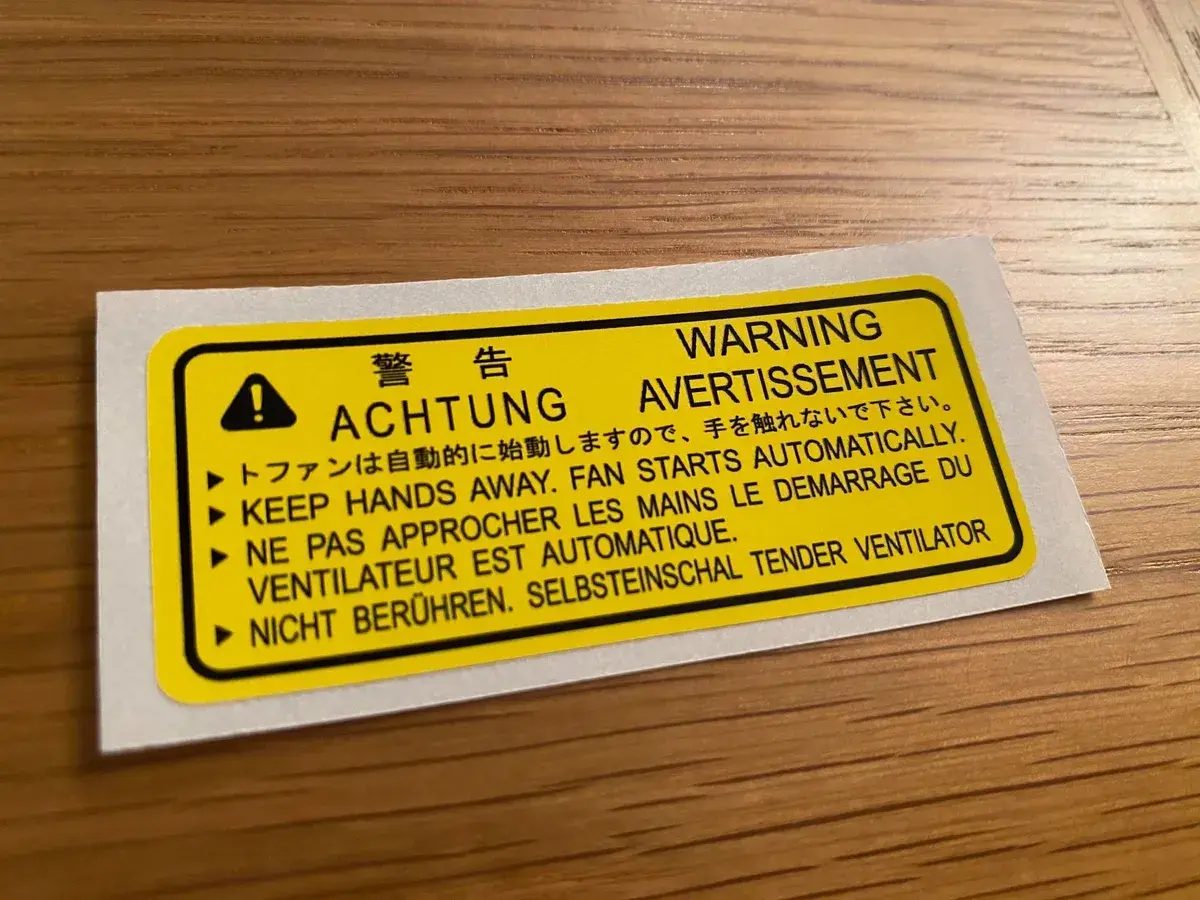 警 告
WARNING
ACHTUNG
AVERTISSEMENT
▶ トファンは自動的に始動しますので、手を触れないで下さい。
▶ KEEP HANDS AWAY. FAN STARTS AUTOMATICALLY.
▶ NE PAS APPROCHER LES MAINS LE DEMARRAGE DU
VENTILATEUR EST AUTOMATIQUE.
▶ NICHT BERÜHREN. SELBSTEINSCHAL TENDER VENTILATOR